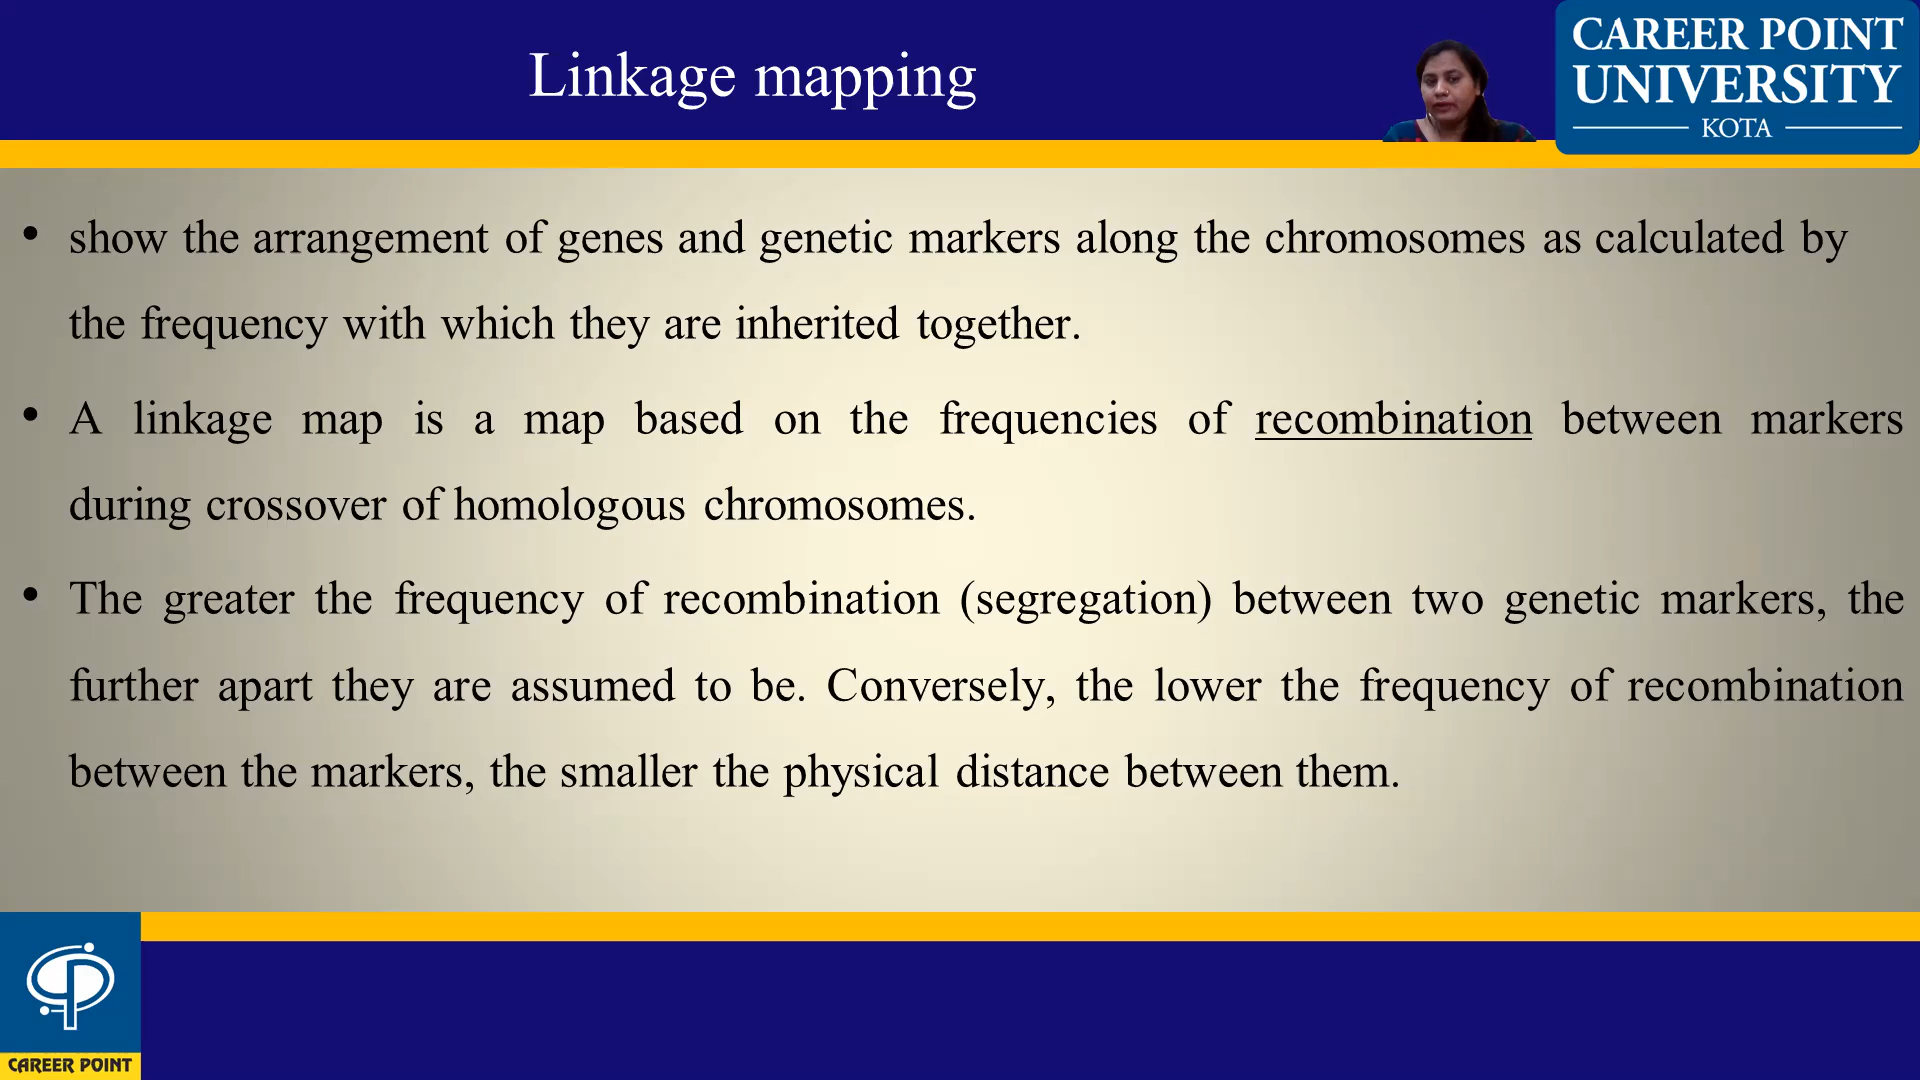 Linkage mapping
CAREER POINT
UNIVERSITY
KOTA
• show the arrangement of genes and genetic markers along the chromosomes as calculated by
the frequency with which they are inherited together.
• A linkage map is a map based on the frequencies of recombination between markers
during crossover of homologous chromosomes.
• The greater the frequency of recombination (segregation) between two genetic markers, the
further apart they are assumed to be. Conversely, the lower the frequency of recombination
between the markers, the smaller the physical distance between them.
CAREER POINT